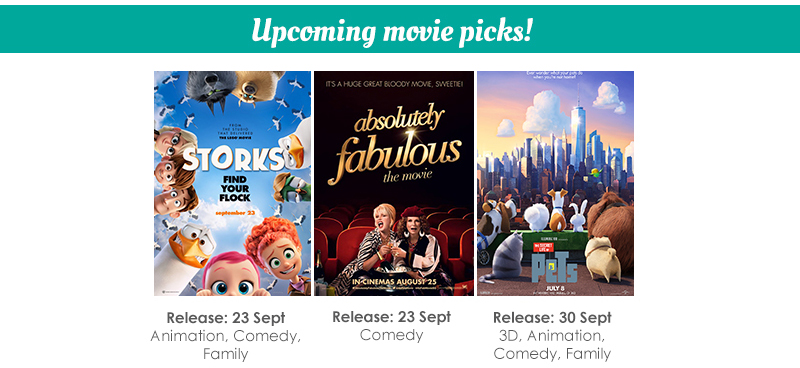 Upcoming movie picks!
FROM THE STUDIO
THAT DELIVERED
THE LEGO MOVIE
STORKS
FIND
YOUR
FLOCK
september 23
IT'S A HUGE GREAT BLOODY MOVIE, SWEETIE!
absolutely
fabulous
the movie
IN CINEMAS AUGUST 25
Ever wonder what your pets do
when you're not home?
THE SECRET
LIFE OF
PETS
JULY 8
Release: 23 Sept
Animation, Comedy,
Family
Release: 23 Sept
Comedy
Release: 30 Sept
3D, Animation,
Comedy, Family